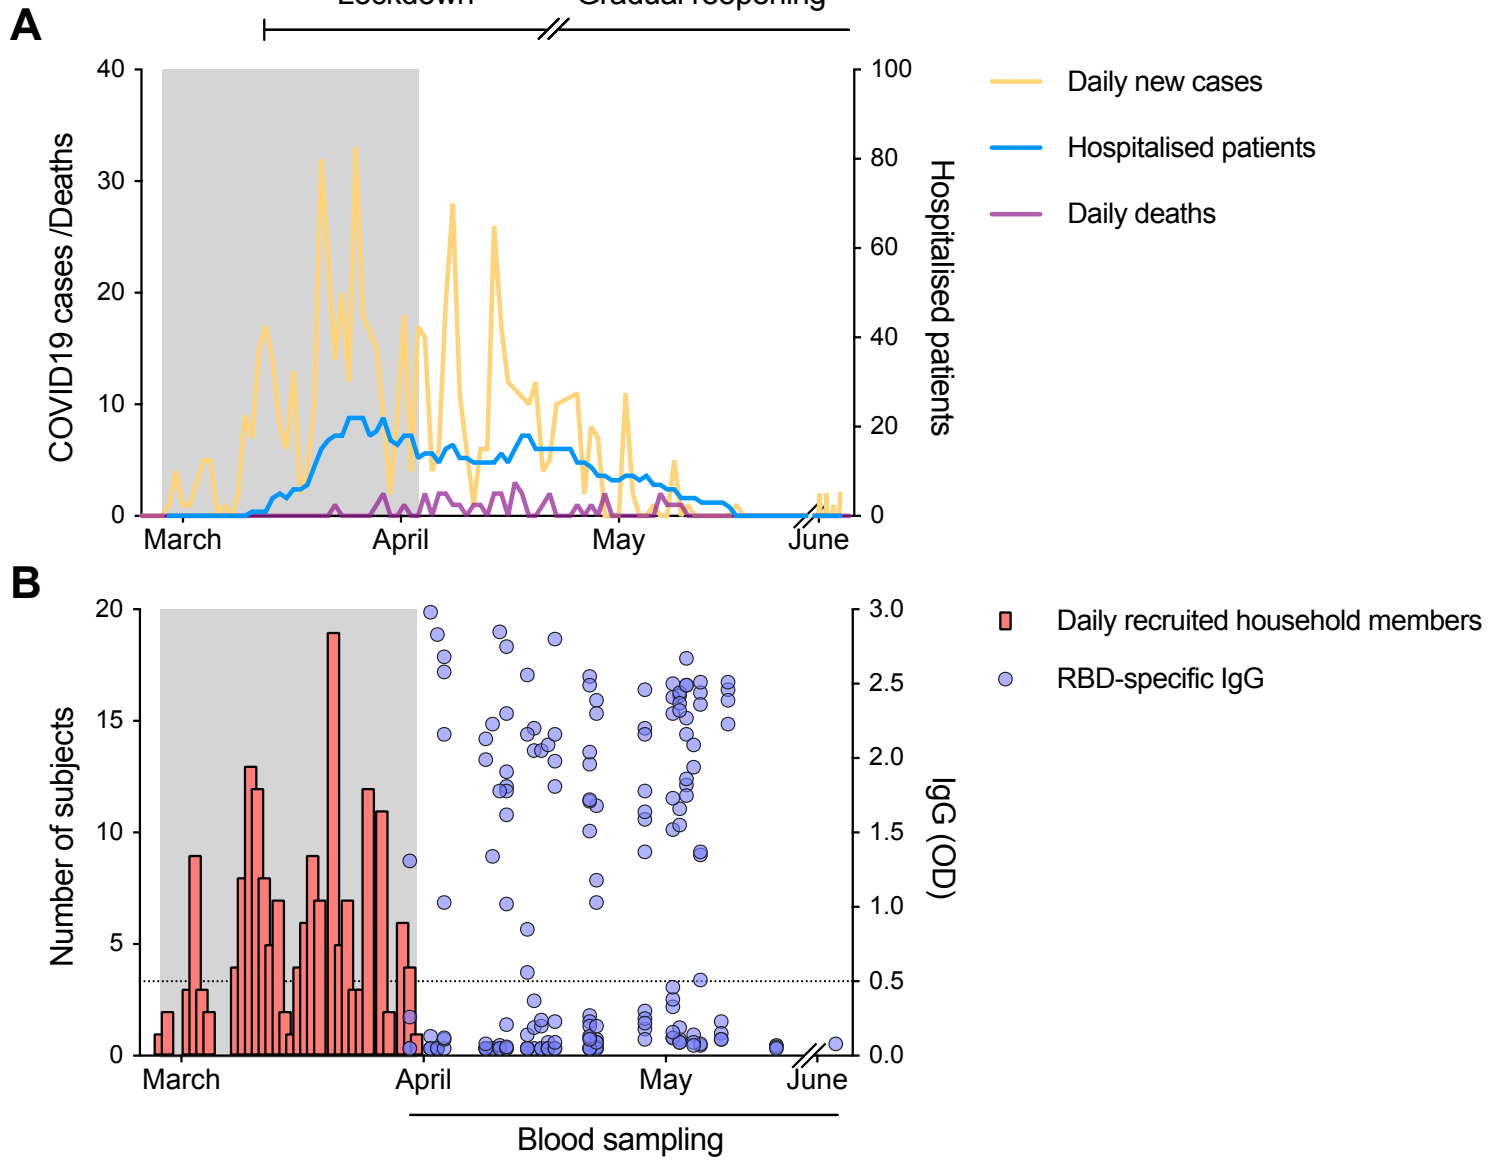 Lockdown Gradual reopening
A
40 100
30 80
20 60
10 40
0 20
0
COVID19 cases /Deaths
Hospitalised patients
March April May June
Daily new cases
Hospitalised patients
Daily deaths
B
20 3.0
15 2.5
10 2.0
5 1.5
0 1.0
0.5
0.0
Number of subjects
IgG (OD)
March April May June
Blood sampling
Daily recruited household members
RBD-specific IgG